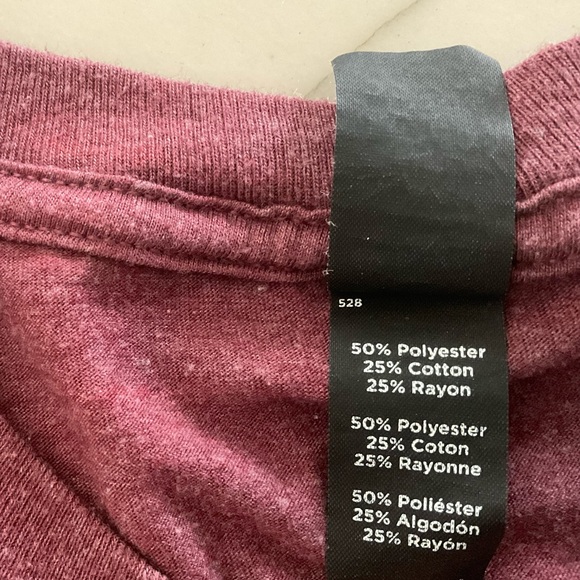 528
50% Polyester
25% Cotton
25% Rayon
50% Polyester
25% Coton
25% Rayonne
50% Poliéster
25% Algodón
25% Rayón